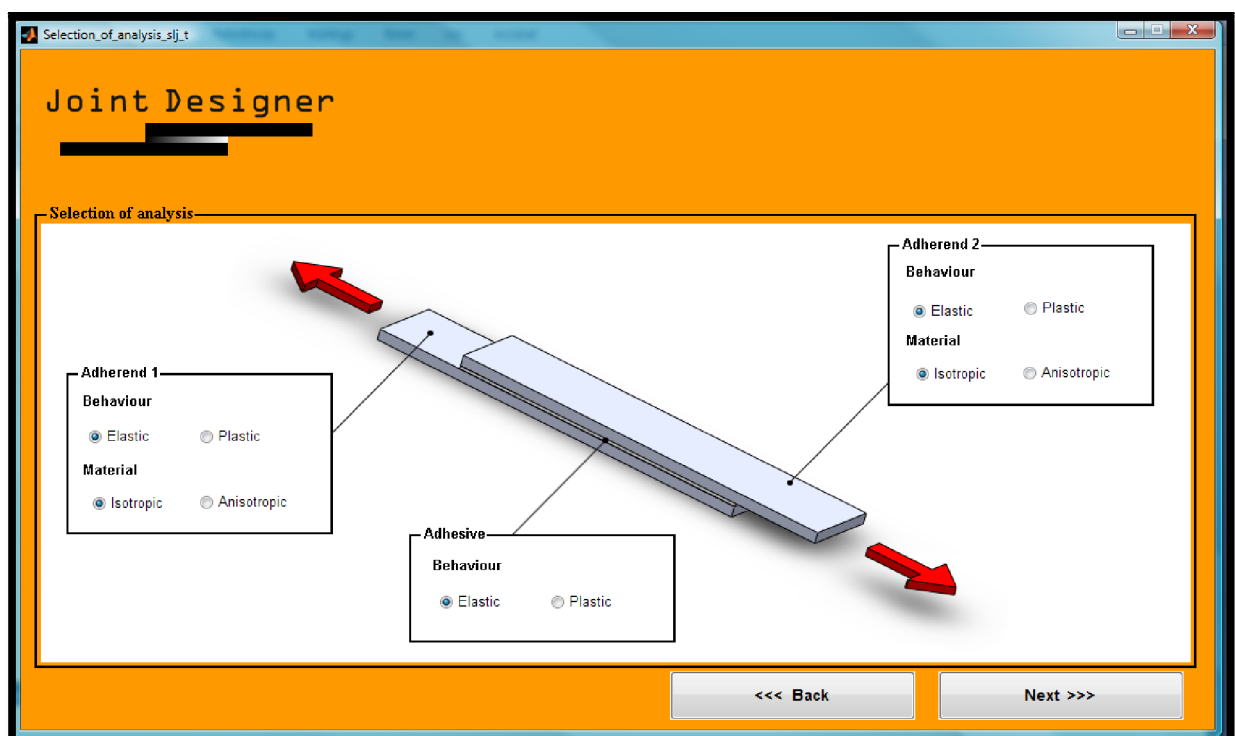 Selection_of_analysis_slj_t
Joint Designer
Selection of analysis
Adherend 2
Behaviour
Elastic Plastic
Material
Isotropic Anisotropic
Adherend 1
Behaviour
Elastic Plastic
Material
Isotropic Anisotropic
Adhesive
Behaviour
Elastic Plastic
<<< Back Next >>>